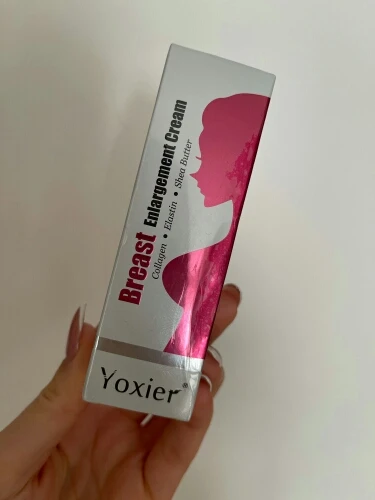 Breast Enlargement Cream
Collagen • Elastin • Shea Butter
Yoxier®